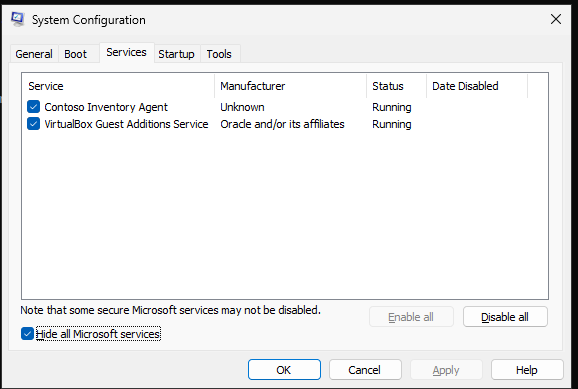 System Configuration
General Boot Services Startup Tools
Service Manufacturer Status Date Disabled
Contoso Inventory Agent Unknown Running
VirtualBox Guest Additions Service Oracle and/or its affiliates Running
Note that some secure Microsoft services may not be disabled.
Enable all Disable all
Hide all Microsoft services
OK Cancel Apply Help